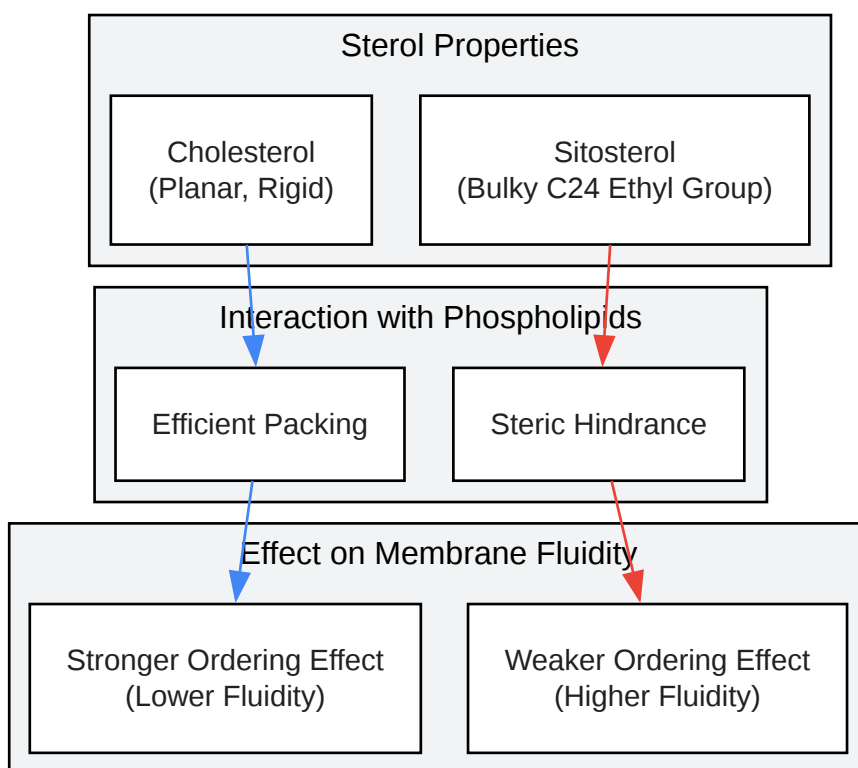 Sterol Properties
Cholesterol
(Planar, Rigid)
Sitosterol
(Bulky C24 Ethyl Group)
Interaction with Phospholipids
Efficient Packing
Steric Hindrance
Effect on Membrane Fluidity
Stronger Ordering Effect
(Lower Fluidity)
Weaker Ordering Effect
(Higher Fluidity)